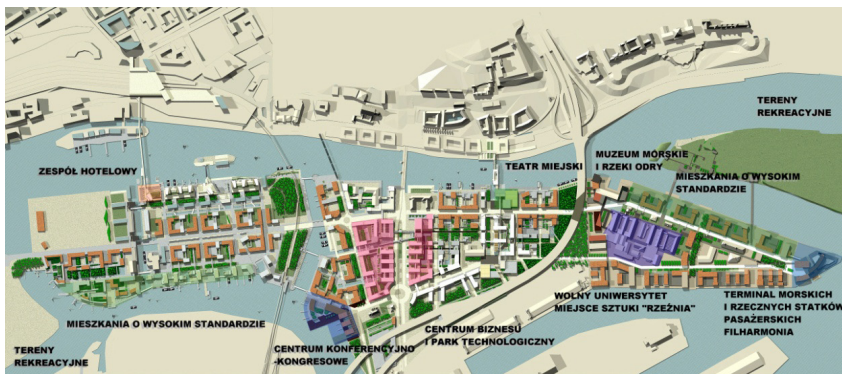 TERENY
REKREACYJNE
MUZEUM MORSKIE
I RZEKI ODRY
TEATR MIEJSKI
ZESPÓŁ HOTELOWY
MIESZKANIA O WYSOKIM
STANDARDZIE
WOLNY UNIWERSYTET
MIEJSCE SZTUKI "RZEŹNIA"
TERMINAL MORSKICH
I RZECZNYCH STATKÓW
PASAŻERSKICH
FILHARMONIA
MIESZKANIA O WYSOKIM STANDARDZIE
CENTRUM BIZNESU
I PARK TECHNOLOGICZNY
CENTRUM KONFERENCYJNO
-KONGRESOWE
TERENY
REKREACYJNE